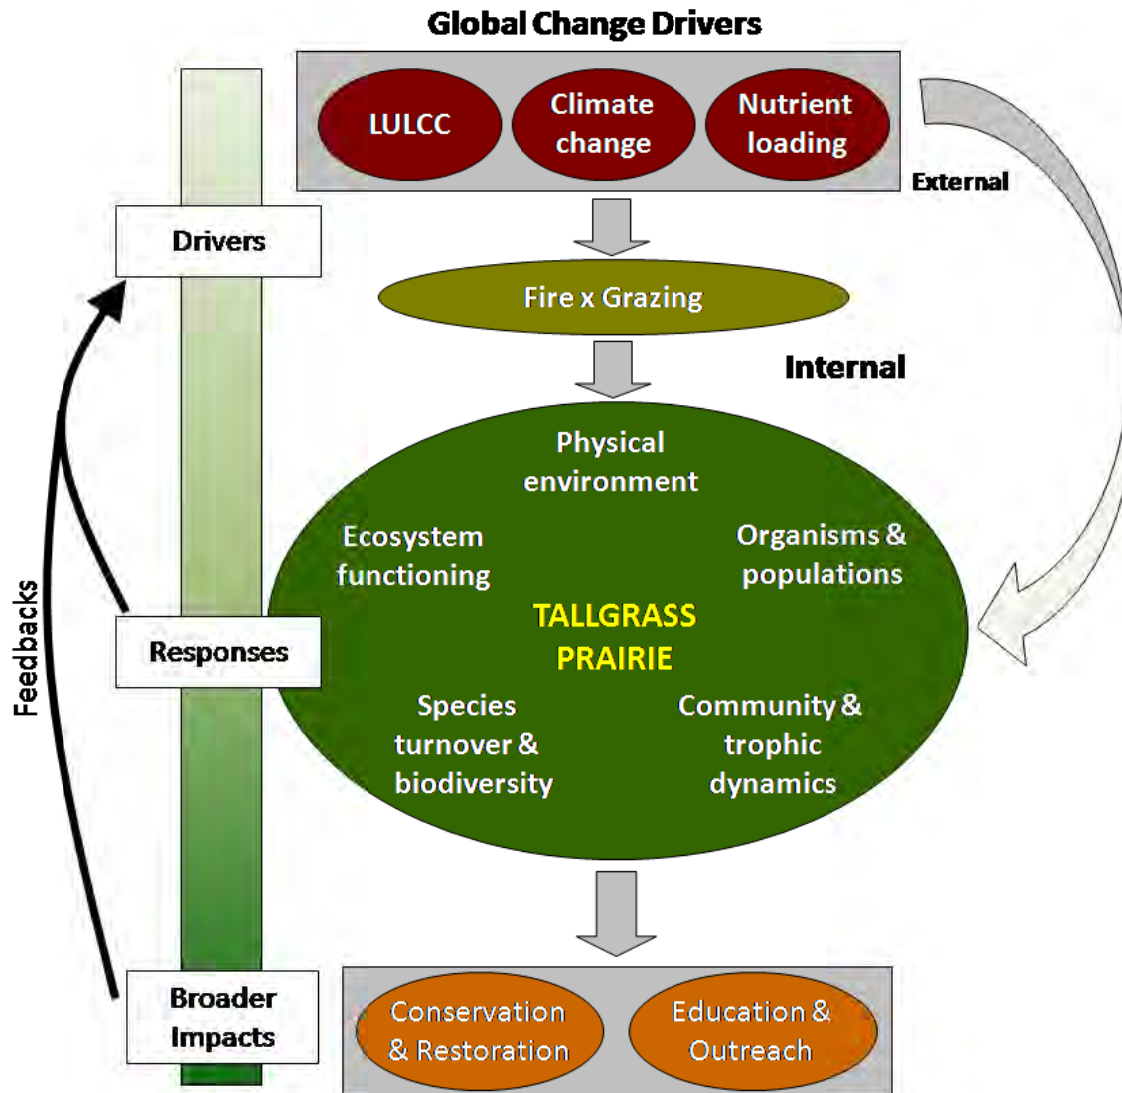 Global Change Drivers
LULCC
Climate
change
Nutrient
loading
External
Drivers
Fire x Grazing
Internal
Physical
environment
Ecosystem
functioning
Organisms &
populations
TALLGRASS
PRAIRIE
Feedbacks
Responses
Species
turnover &
biodiversity
Community &
trophic
dynamics
Broader
Impacts
Conservation
& Restoration
Education &
Outreach